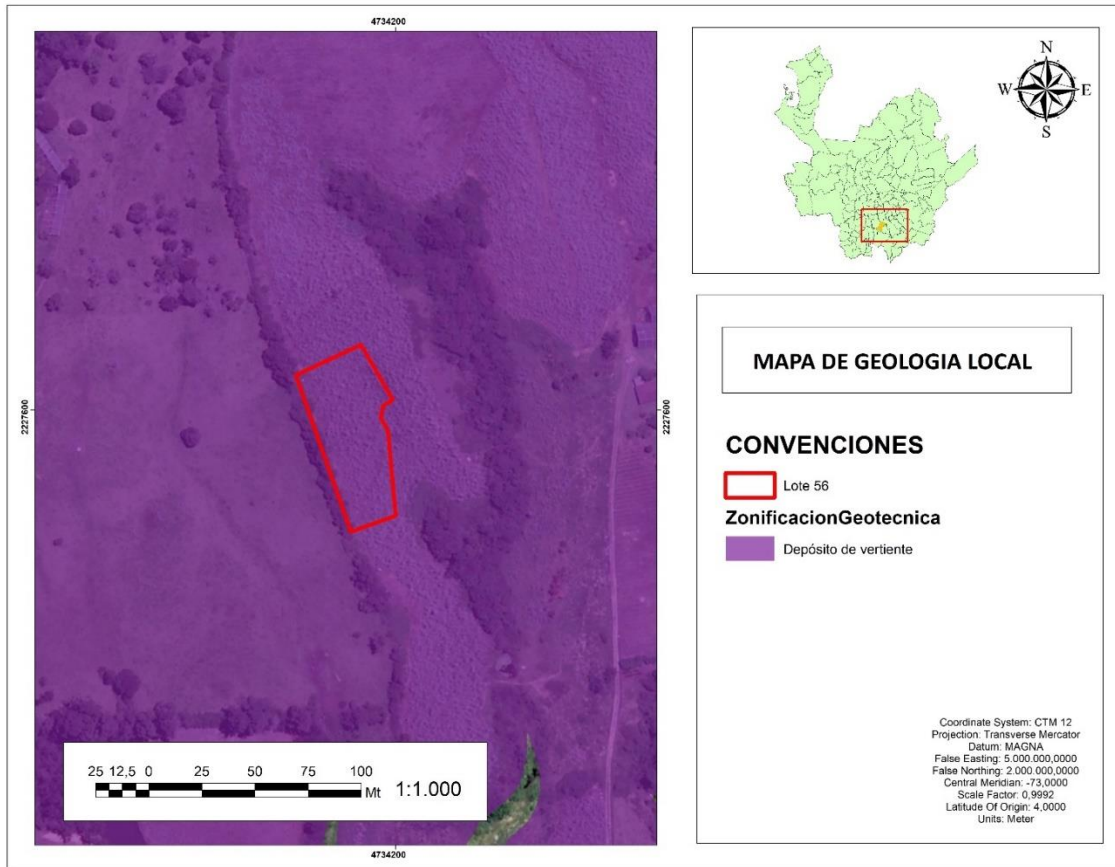 4734200
2227600
2227600
25 12,5 0 25 50 75 100
Mt 1:1.000
4734200
N
W E
S
MAPA DE GEOLOGIA LOCAL
CONVENCIONES
Lote 56
ZonificacionGeotecnica
Depósito de vertiente
Coordinate System: CTM 12
Projection: Transverse Mercator
Datum: MAGNA
False Easting: 5.000.000,0000
False Northing: 2.000.000,0000
Central Meridian: -73,0000
Scale Factor: 0,9992
Latitude Of Origin: 4,0000
Units: Meter